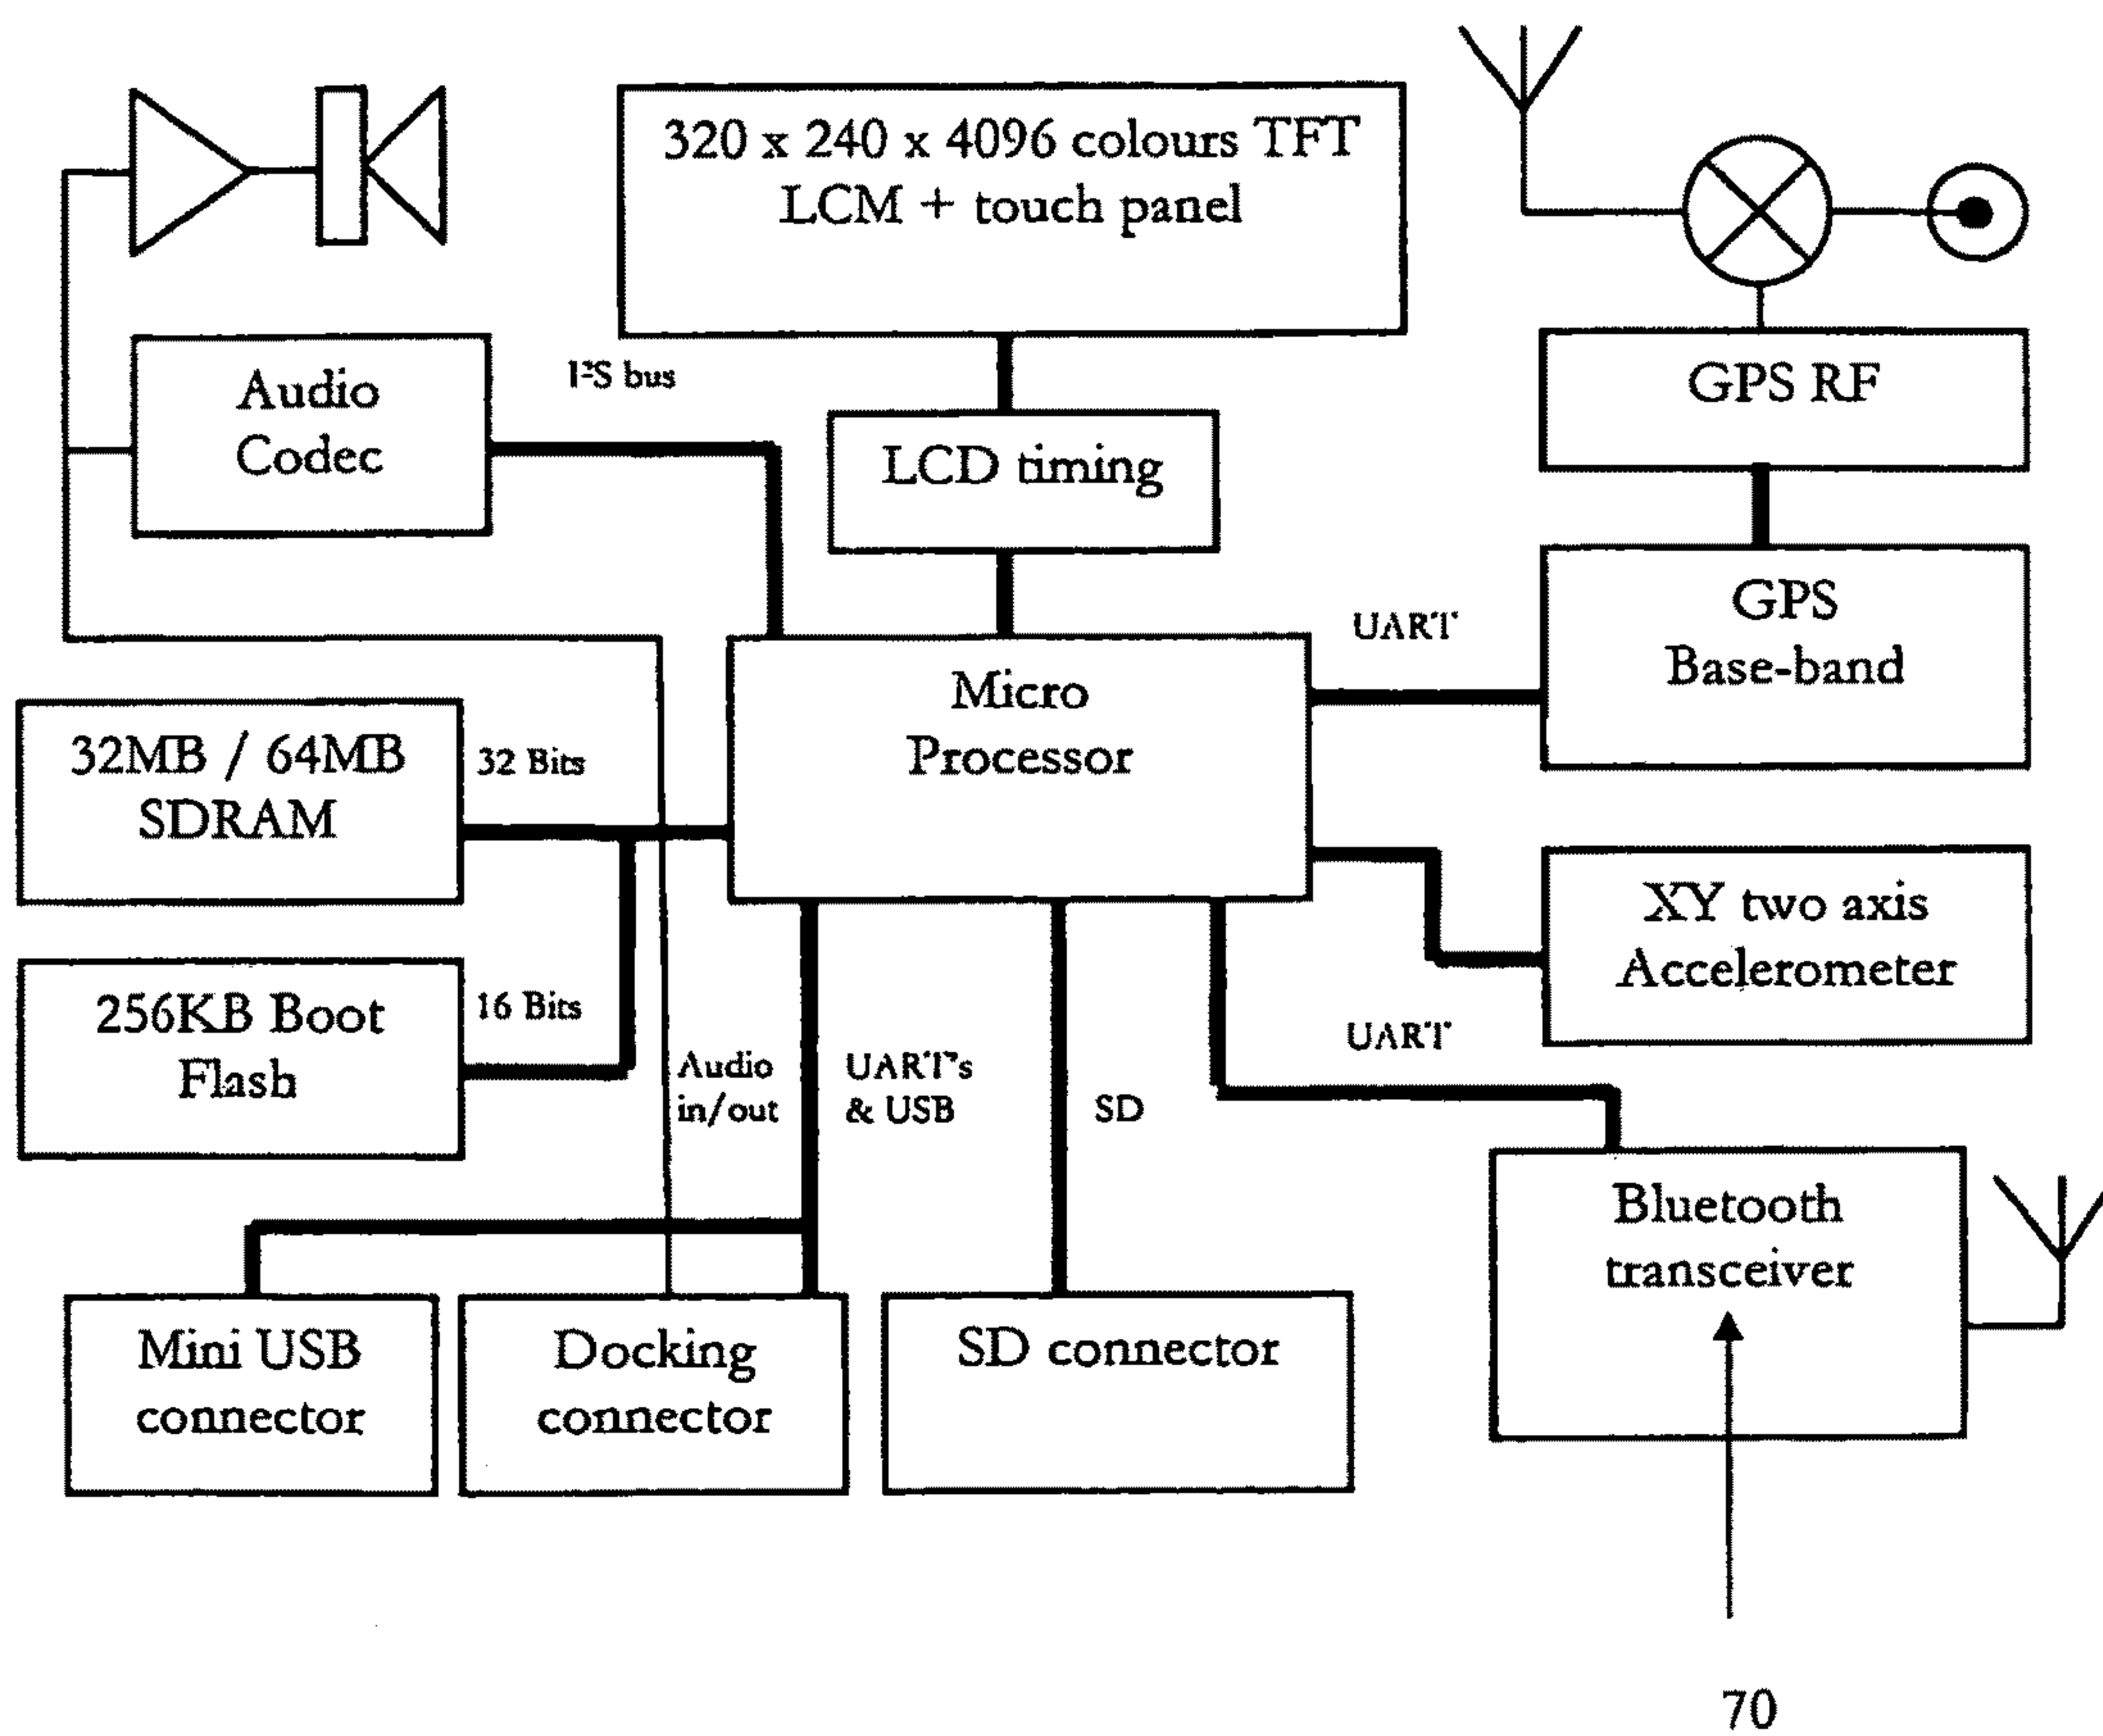 320 x 240 x 4096 colours TFT
LCM + touch panel
Audio
Codec
I²S bus
LCD timing
GPS RF
GPS
Base-band
UART
Micro
Processor
32MB / 64MB
SDRAM
32 Bits
256KB Boot
Flash
16 Bits
XY two axis
Accelerometer
UART
Audio
in/out
UART's
& USB
SD
Bluetooth
transceiver
Mini USB
connector
Docking
connector
SD connector
70